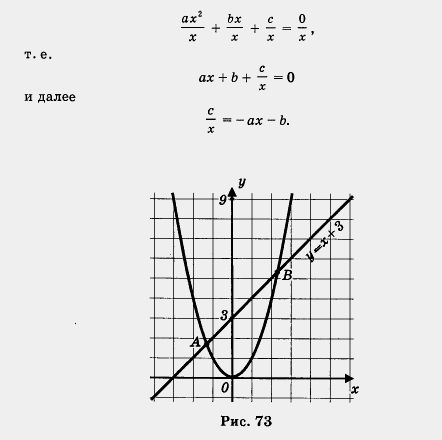 ax²/x + bx/x + c/x = 0/x,
т. е.
ax + b + c/x = 0
и далее
c/x = – ax – b.
y
9
y=x+3
B
3
A
0
x
Рис. 73